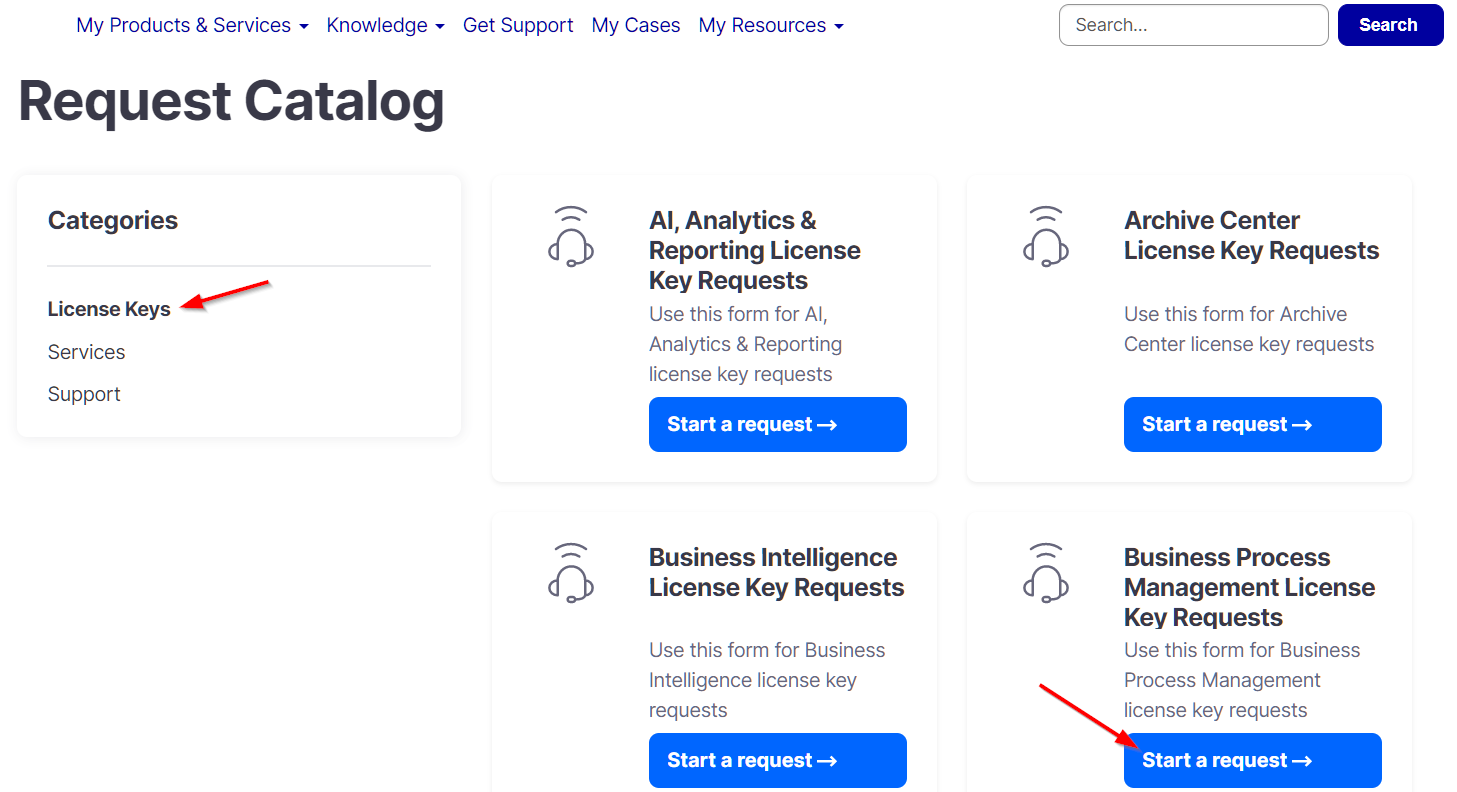 My Products & Services Knowledge Get Support My Cases My Resources Search... Search
Request Catalog
Categories
License Keys
Services
Support
AI, Analytics &
Reporting License
Key Requests
Use this form for AI,
Analytics & Reporting
license key requests
Start a request →
Archive Center
License Key Requests
Use this form for Archive
Center license key requests
Start a request →
Business Intelligence
License Key Requests
Use this form for Business
Intelligence license key
requests
Start a request →
Business Process
Management License
Key Requests
Use this form for Business
Process Management
license key requests
Start a request →